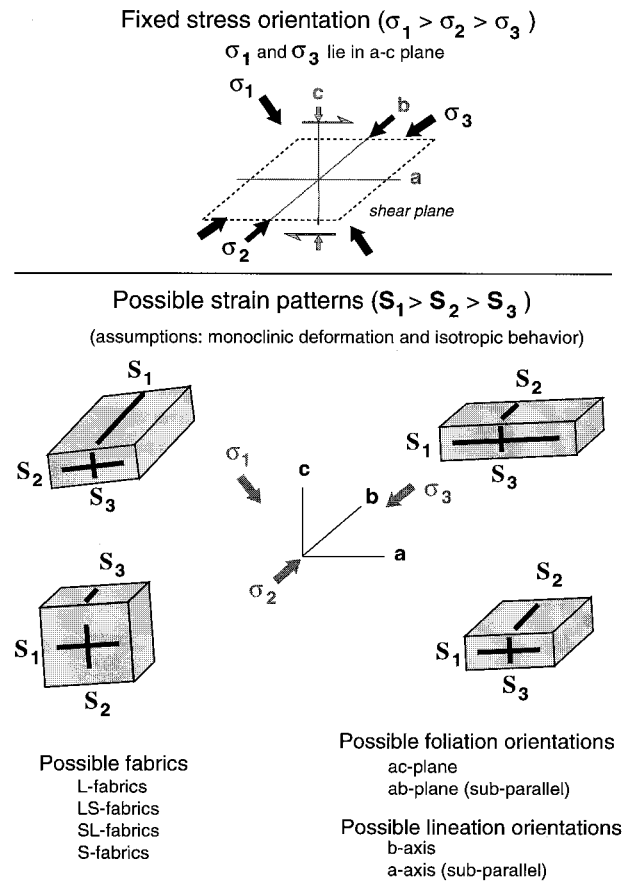 Fixed stress orientation (σ1 > σ2 > σ3 )
σ1 and σ3 lie in a-c plane
σ1
c
b
σ3
a
shear plane
σ2
Possible strain patterns (S1 > S2 > S3 )
(assumptions: monoclinic deformation and isotropic behavior)
S1
S2
S3
S2
S1
S3
σ1
c
b
σ3
a
σ2
S3
S1
S2
S2
S1
S3
Possible fabrics
L-fabrics
LS-fabrics
SL-fabrics
S-fabrics
Possible foliation orientations
ac-plane
ab-plane (sub-parallel)
Possible lineation orientations
b-axis
a-axis (sub-parallel)